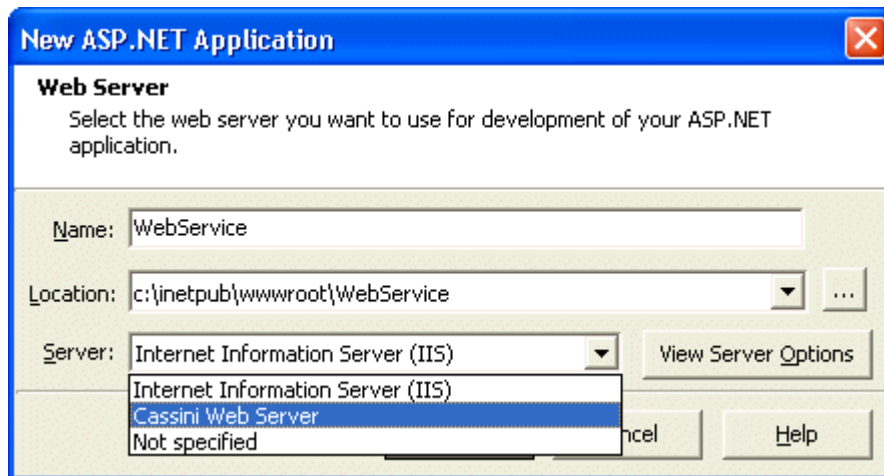 New ASP.NET Application
Web Server
Select the web server you want to use for development of your ASP.NET
application.
Name: WebService
Location: c:\inetpub\wwwroot\WebService ...
Server: Internet Information Server (IIS) View Server Options
Internet Information Server (IIS)
Cassini Web Server
Not specified
Help